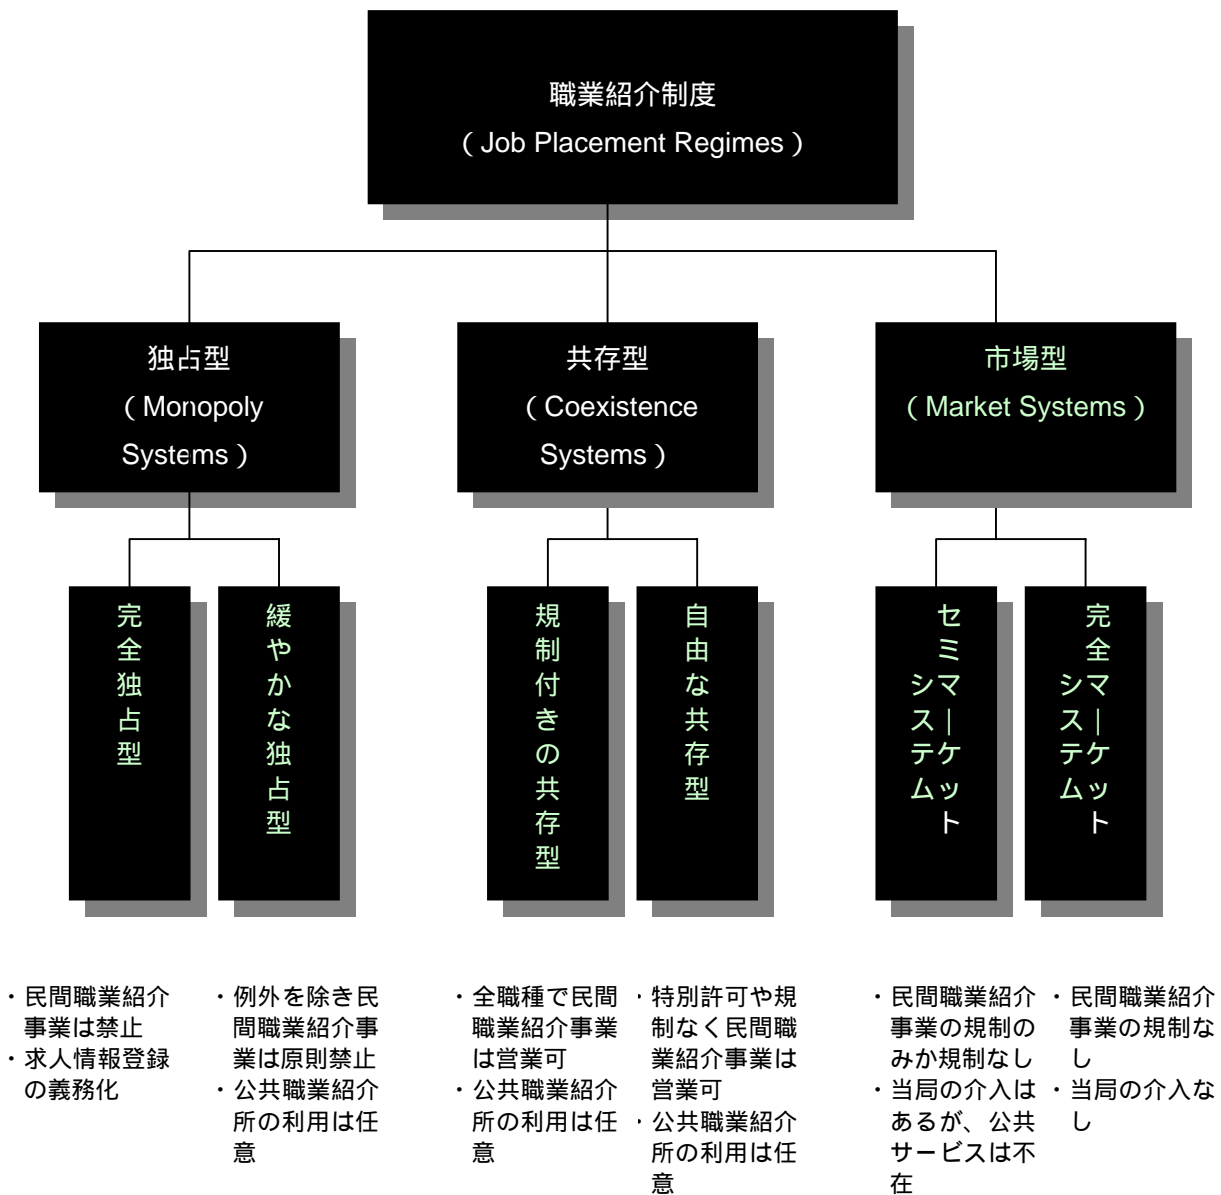 職業紹介制度
（Job Placement Regimes）
独占型
（Monopoly
Systems）
共存型
（Coexistence
Systems）
市場型
（Market Systems）
完全独占型
緩やかな独占型
規制付きの共存型
自由な共存型
セミマーケット
システム
完全マーケット
システム
・民間職業紹介
事業は禁止
・求人情報登録
の義務化
・例外を除き民
間職業紹介事
業は原則禁止
・公共職業紹介
所の利用は任
意
・全職種で民間
職業紹介事業
は営業可
・公共職業紹介
所の利用は任
意
・特別許可や規
制なく民間職
業紹介事業は
営業可
・公共職業紹介
所の利用は任
意
・民間職業紹介
事業の規制の
みか規制なし
・当局の介入は
あるが、公共
サービスは不
在
・民間職業紹介
事業の規制な
し
・当局の介入な
し